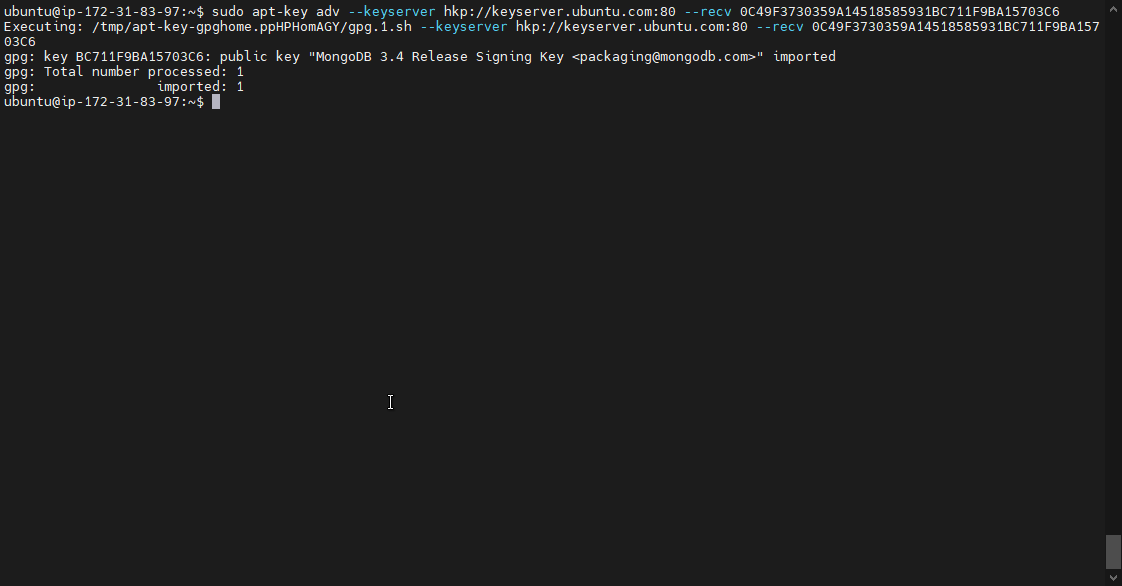 ubuntu@ip-172-31-83-97:~$ sudo apt-key adv --keyserver hkp://keyserver.ubuntu.com:80 --recv 0C49F3730359A14518585931BC711F9BA15703C6
Executing: /tmp/apt-key-gpghome.ppHPHomAGY/gpg.1.sh --keyserver hkp://keyserver.ubuntu.com:80 --recv 0C49F3730359A14518585931BC711F9BA157
03C6
gpg: key BC711F9BA15703C6: public key "MongoDB 3.4 Release Signing Key <packaging@mongodb.com>" imported
gpg: Total number processed: 1
gpg:               imported: 1
ubuntu@ip-172-31-83-97:~$